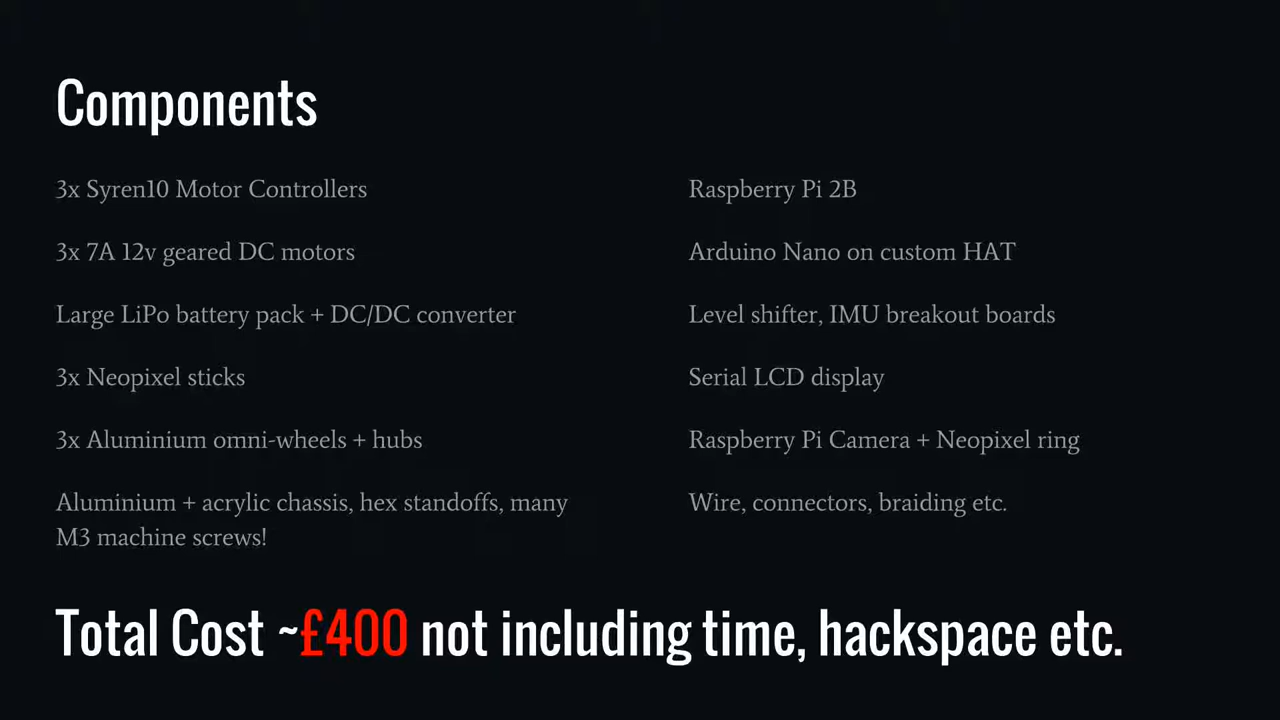 Components
3x Syren10 Motor Controllers
3x 7A 12v geared DC motors
Large LiPo battery pack + DC/DC converter
3x Neopixel sticks
3x Aluminium omni-wheels + hubs
Aluminium + acrylic chassis, hex standoffs, many
M3 machine screws!
Raspberry Pi 2B
Arduino Nano on custom HAT
Level shifter, IMU breakout boards
Serial LCD display
Raspberry Pi Camera + Neopixel ring
Wire, connectors, braiding etc.
Total Cost ~£400 not including time, hackspace etc.